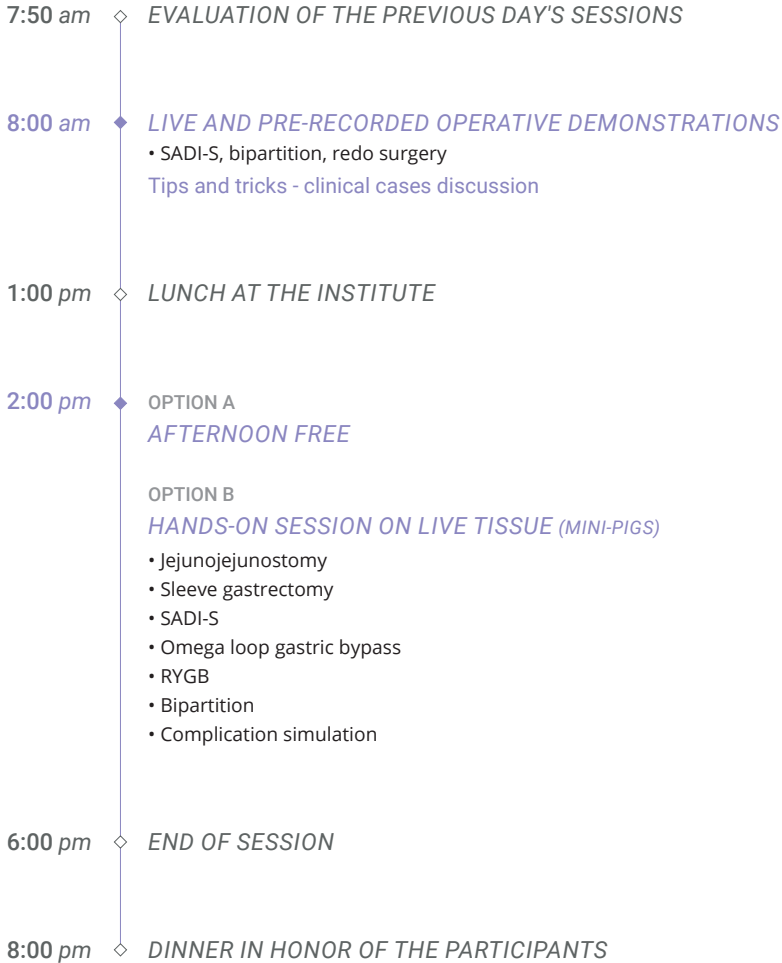 7:50 am EVALUATION OF THE PREVIOUS DAY'S SESSIONS
8:00 am LIVE AND PRE-RECORDED OPERATIVE DEMONSTRATIONS
• SADI-S, bipartition, redo surgery
Tips and tricks - clinical cases discussion
1:00 pm LUNCH AT THE INSTITUTE
2:00 pm OPTION A
AFTERNOON FREE
OPTION B
HANDS-ON SESSION ON LIVE TISSUE (MINI-PIGS)
• Jejunojejunostomy
• Sleeve gastrectomy
• SADI-S
• Omega loop gastric bypass
• RYGB
• Bipartition
• Complication simulation
6:00 pm END OF SESSION
8:00 pm DINNER IN HONOR OF THE PARTICIPANTS